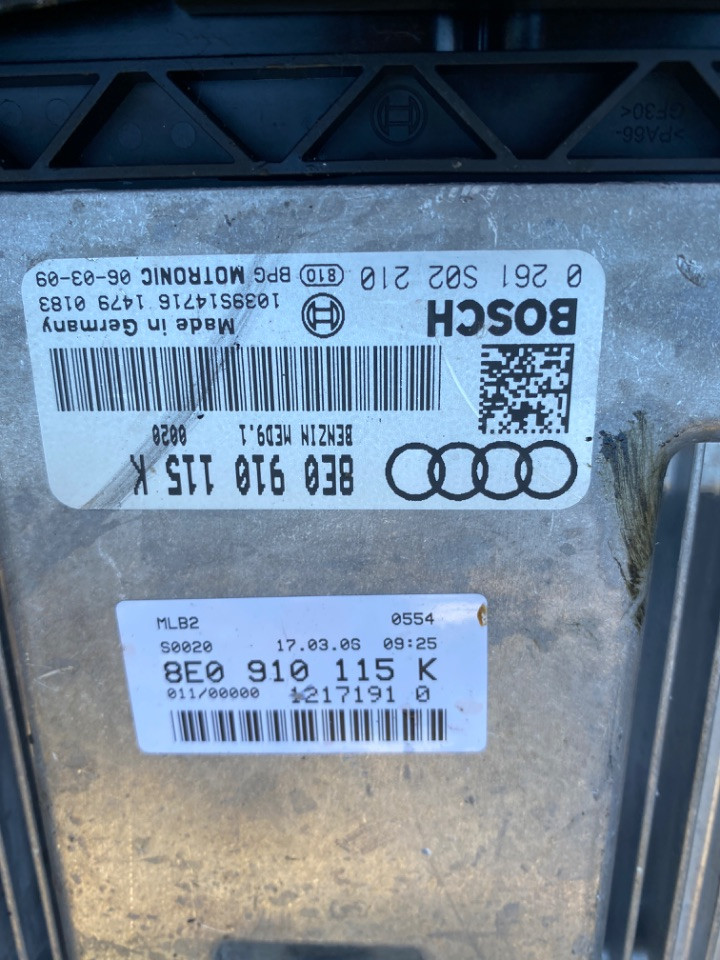 >PA66-
GF30<
0 261 S02 210
810 BPG MOTRONIC 06-03-09
BOSCH
1039S14716 1479 0183
Made in Germany
BENZIN MED9.1 0020
8E0 910 115 K
MLB2 0554
S0020 17.03.06 09:25
8E0 910 115 K
011/00000 1217191 0